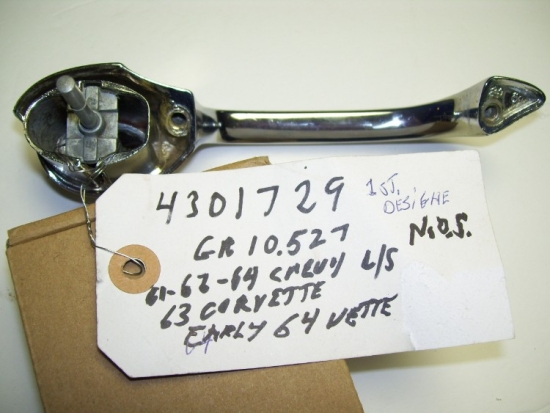 4301729
1ST.
DESIGNE
GR 10.527
N.O.S.
61-62-64 CHEVY L/S
63 CORVETTE
EARLY 64 VETTE